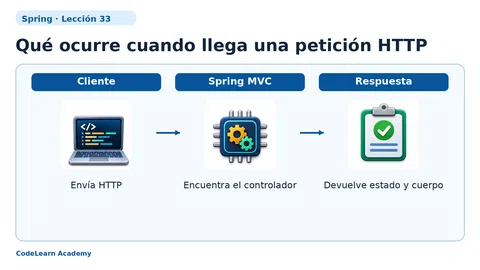 Spring · Lección 33
Qué ocurre cuando llega una petición HTTP
Cliente
Spring MVC
Respuesta
</>
Envía HTTP
Encuentra el controlador
Devuelve estado y cuerpo
CodeLearn Academy